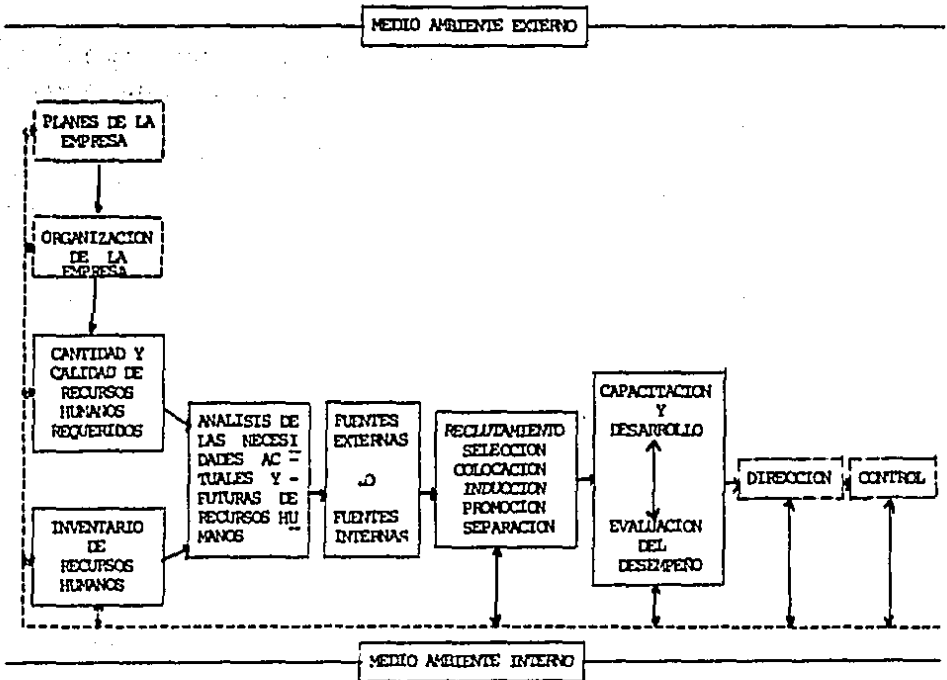 MEDIO AMBIENTE EXTERNO
PLANES DE LA
EMPRESA
ORGANIZACION
DE LA
EMPRESA
CANTIDAD Y
CALIDAD DE
RECURSOS
HUMANOS
REQUERIDOS
INVENTARIO
DE
RECURSOS
HUMANOS
ANALISIS DE
LAS NECESI
DADES AC -
TUALES Y -
FUTURAS DE
RECURSOS HU
MANOS
FUENTES
EXTERNAS
O
FUENTES
INTERNAS
RECLUTAMIENTO
SELECCION
COLOCACION
INDUCCION
PROMOCION
SEPARACION
CAPACITACION
Y
DESARROLLO
EVALUACION
DEL
DESEMPEÑO
DIRECCION
CONTROL
MEDIO AMBIENTE INTERNO